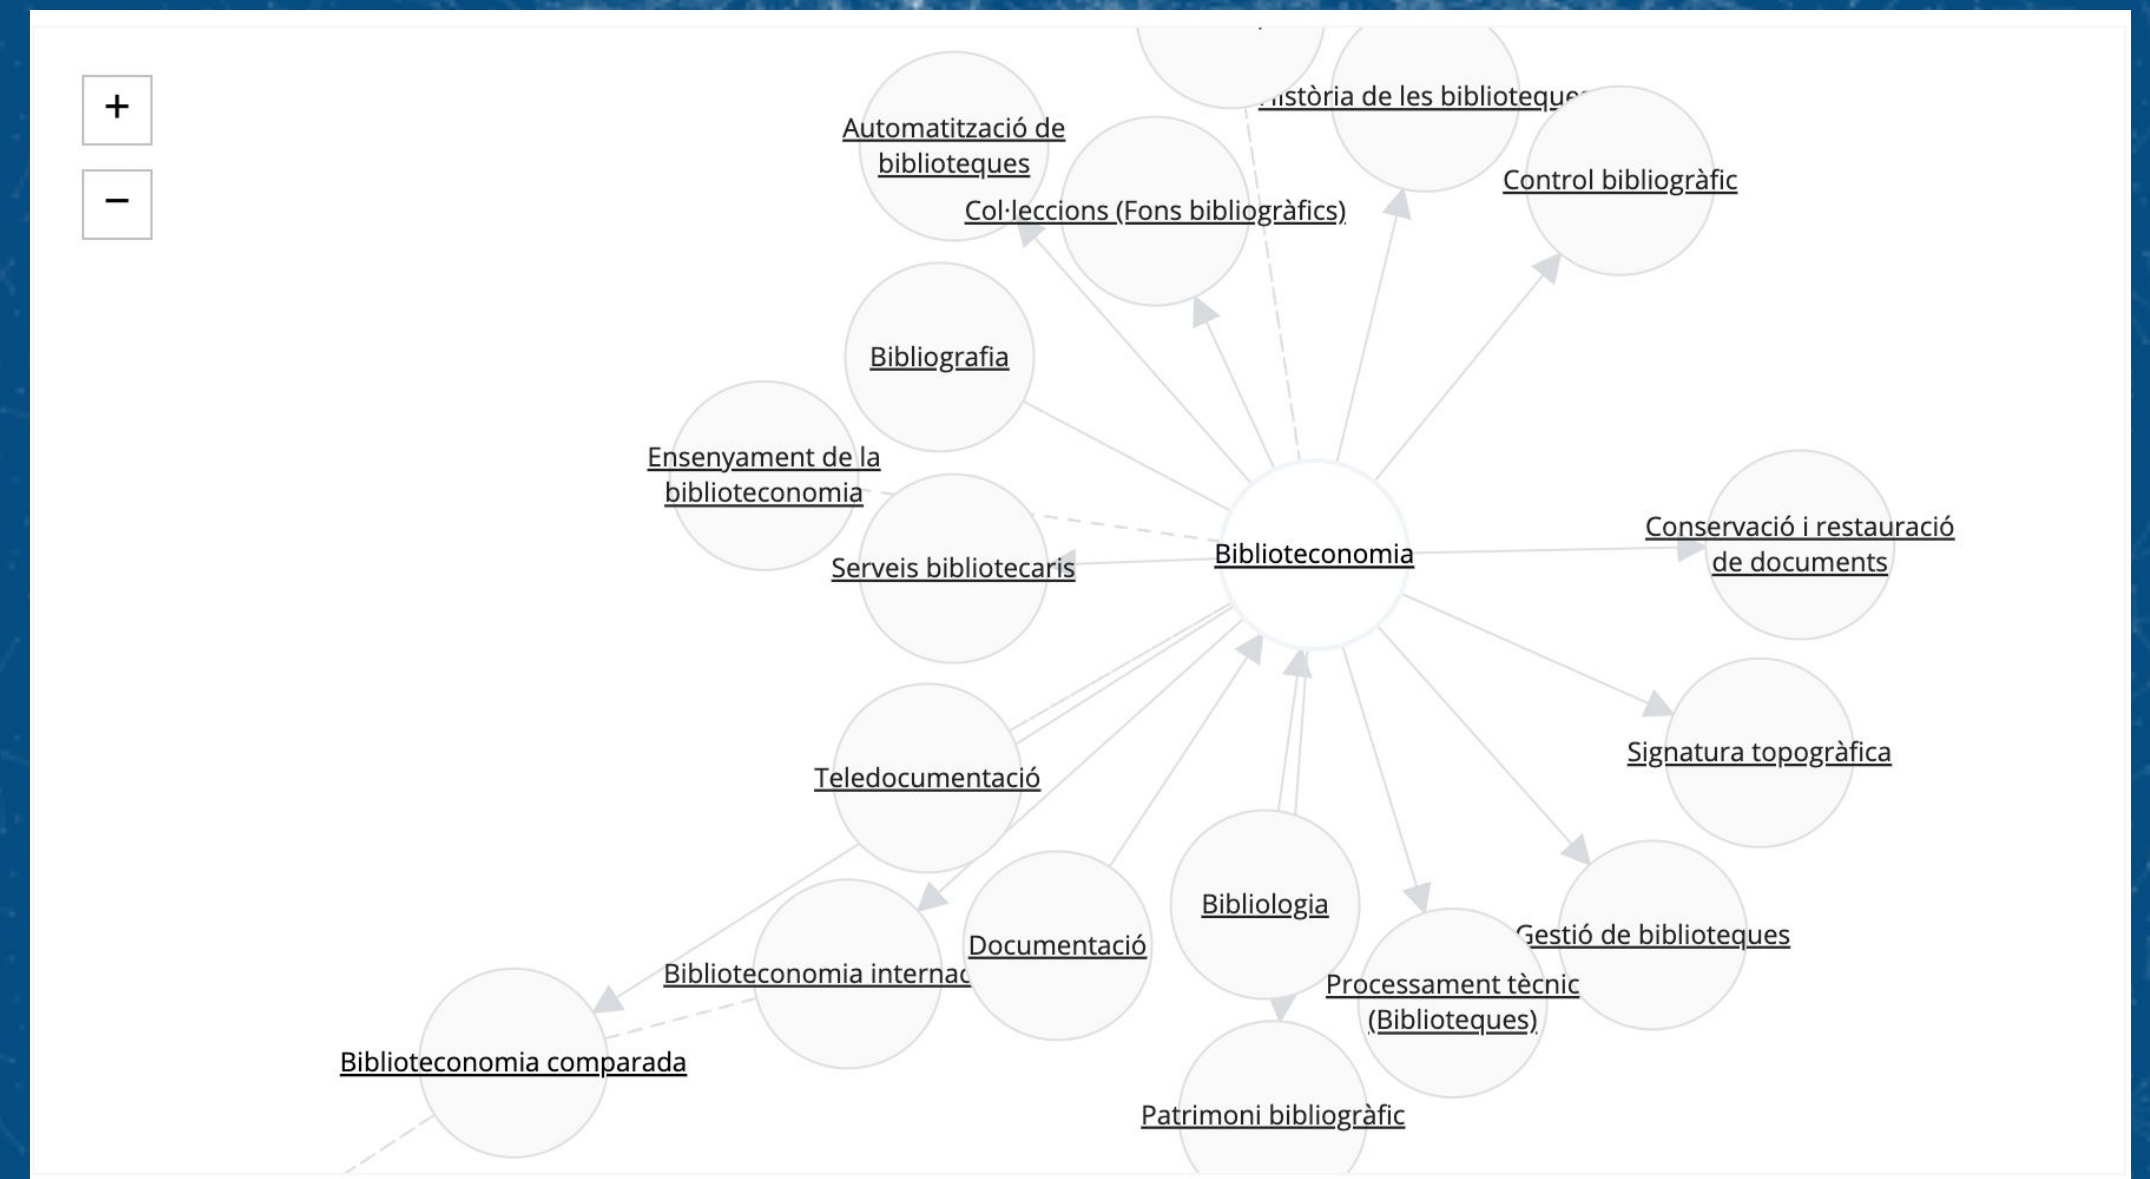 +
−
Història de les biblioteques
Automatització de
biblioteques
Control bibliogràfic
Col·leccions (Fons bibliogràfics)
Bibliografia
Ensenyament de la
biblioteconomia
Serveis bibliotecaris
Biblioteconomia
Conservació i restauració
de documents
Signatura topogràfica
Teledocumentació
Bibliologia
Gestió de biblioteques
Documentació
Biblioteconomia internac
Processament tècnic
(Biblioteques)
Biblioteconomia comparada
Patrimoni bibliogràfic